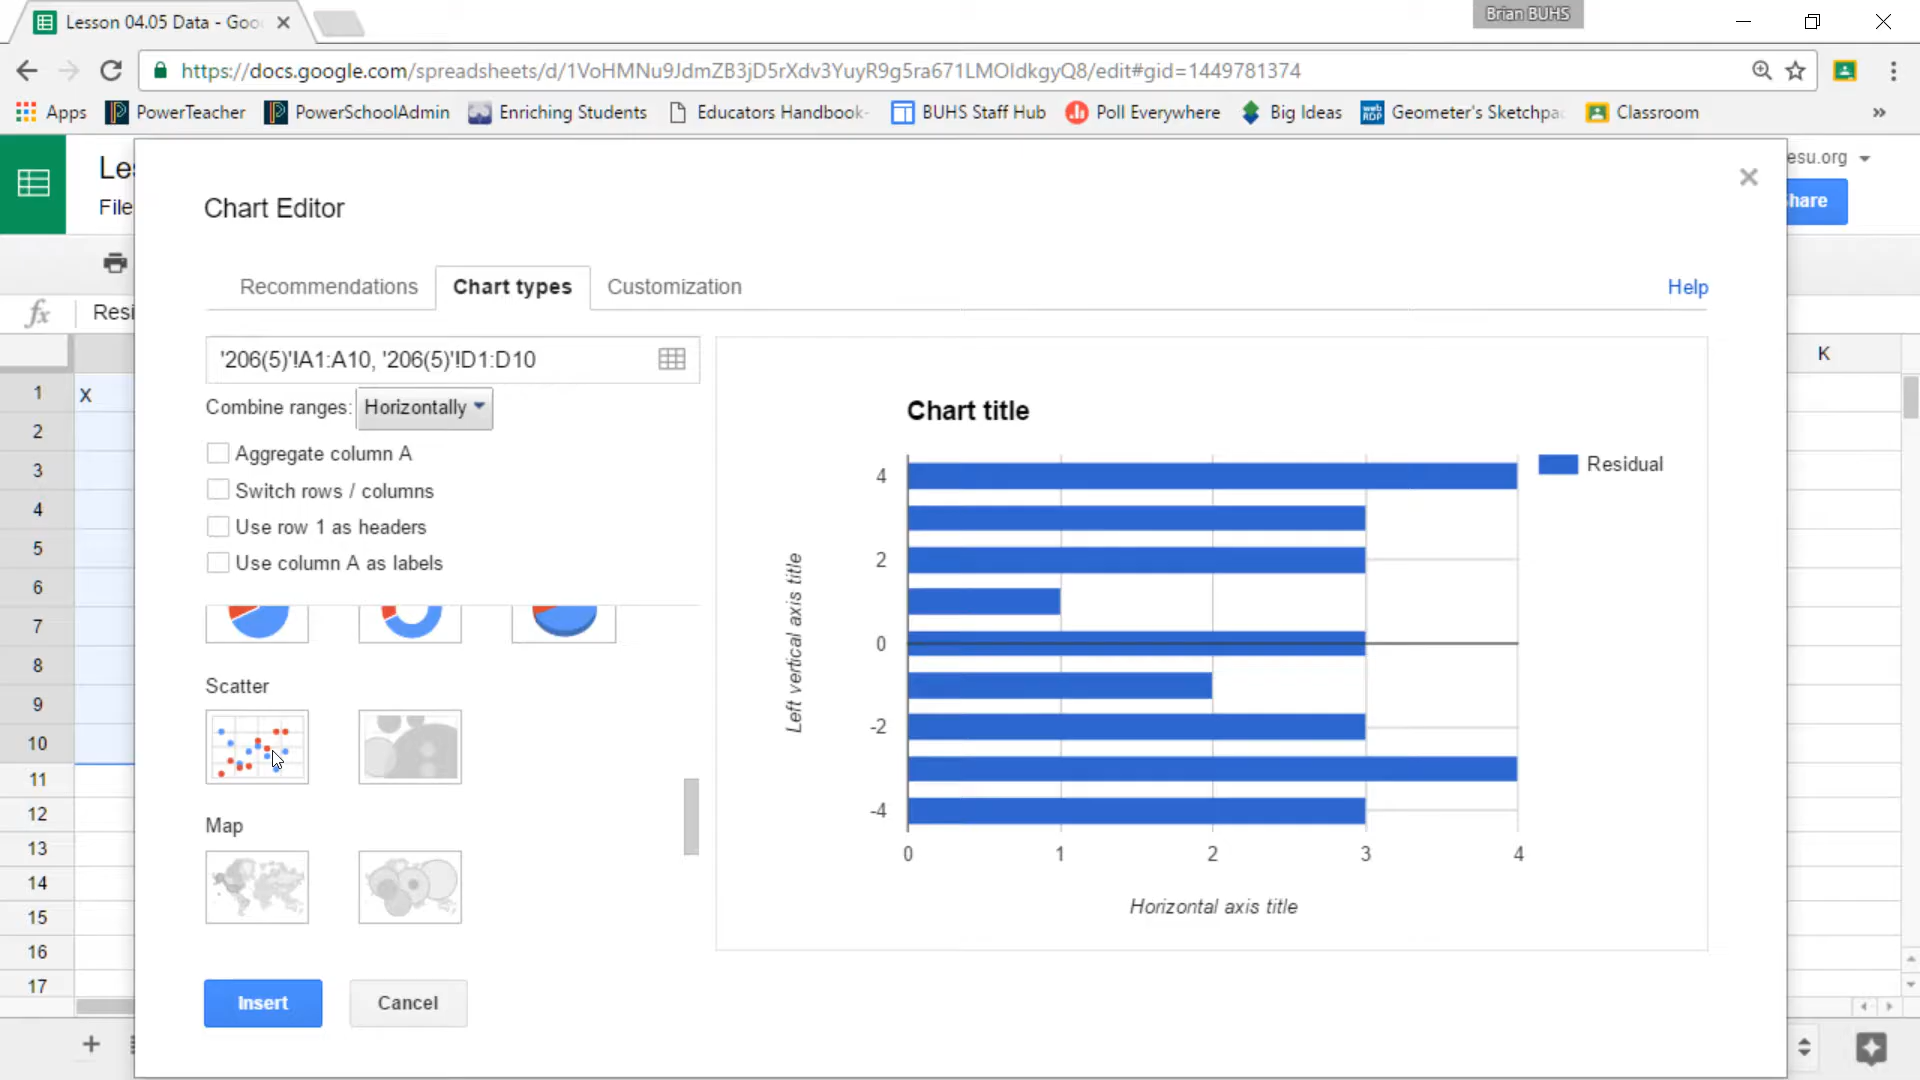 Lesson 04.05 Data - Goo
Brian BUHS
https://docs.google.com/spreadsheets/d/1VoHMNu9JdmZB3jD5rXdv3YuyR9g5ra671LMOIdkgyQ8/edit#gid=1449781374
Apps PowerTeacher PowerSchoolAdmin Enriching Students Educators Handbook- BUHS Staff Hub Poll Everywhere Big Ideas Geometer's Sketchpa Classroom »
Les
esu.org
File
hare
Chart Editor
Recommendations Chart types Customization Help
fx Resi
'206(5)'!A1:A10, '206(5)'!D1:D10
Combine ranges: Horizontally
Aggregate column A
Switch rows / columns
Use row 1 as headers
Use column A as labels
Scatter
Map
Insert Cancel
Chart title
Residual
4
2
0
-2
-4
Left vertical axis title
0 1 2 3 4
Horizontal axis title
K
1 X
2
3
4
5
6
7
8
9
10
11
12
13
14
15
16
17